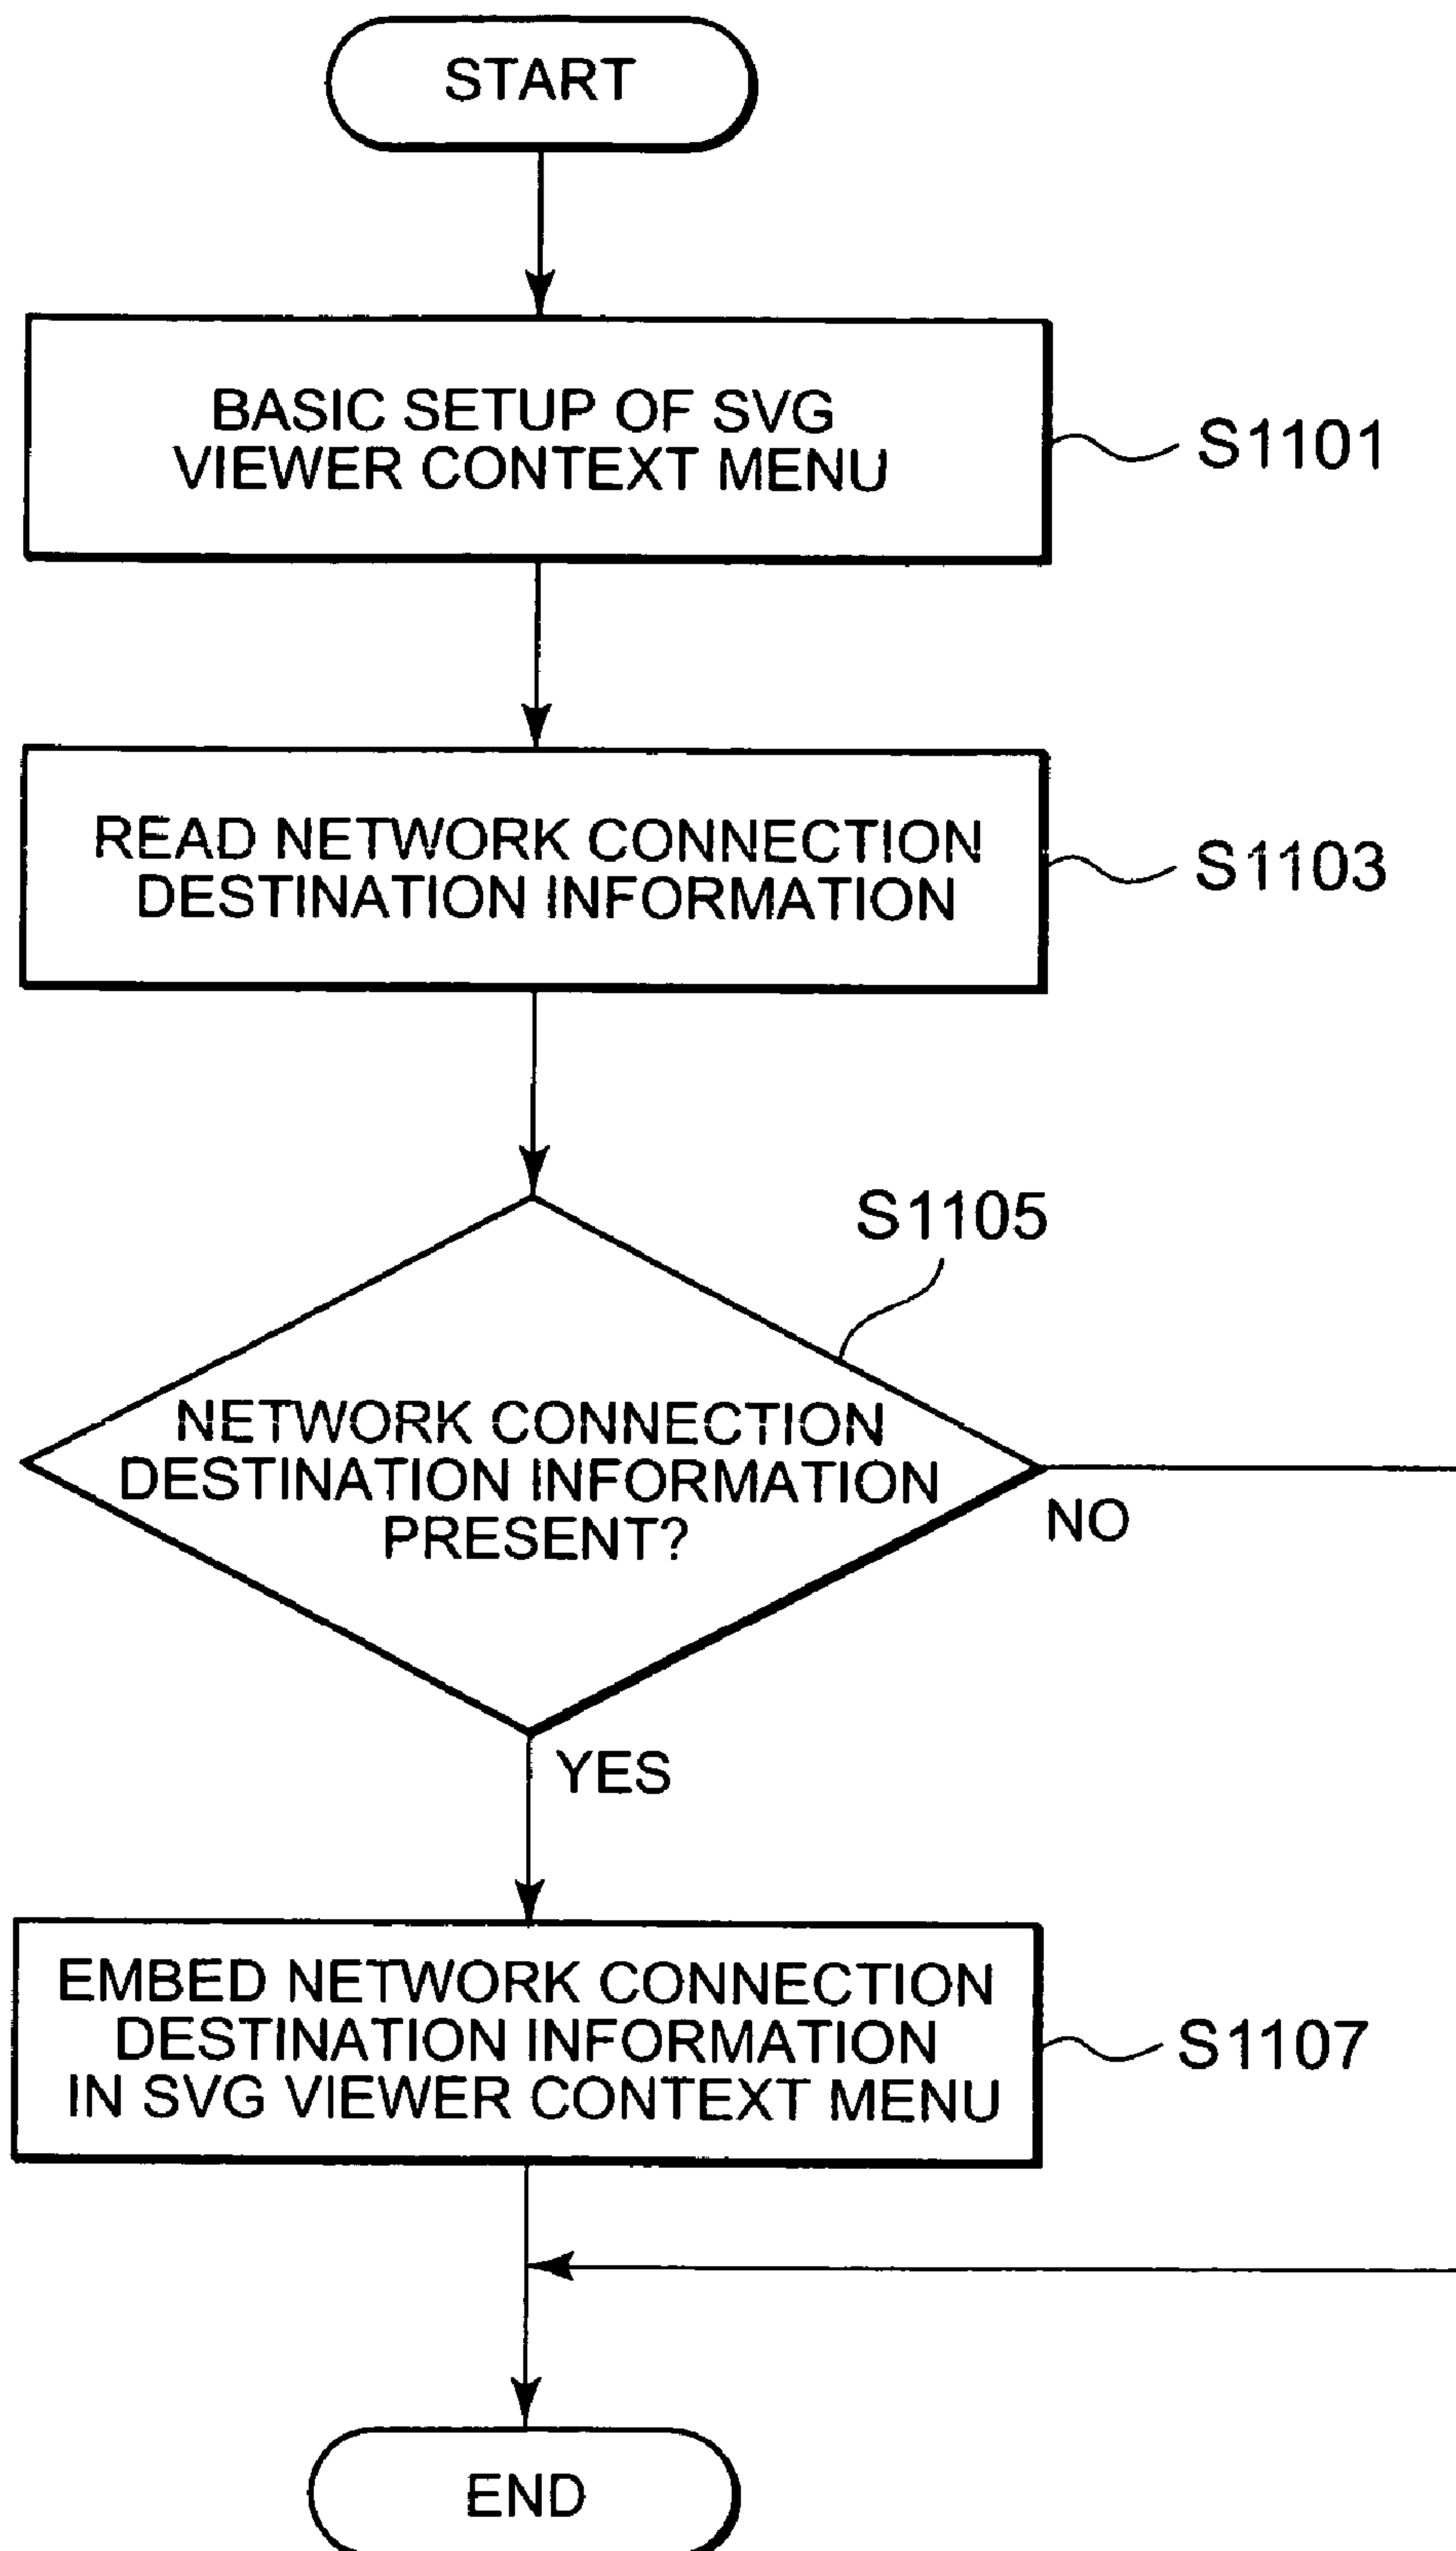 START
BASIC SETUP OF SVG
VIEWER CONTEXT MENU
S1101
READ NETWORK CONNECTION
DESTINATION INFORMATION
S1103
S1105
NETWORK CONNECTION
DESTINATION INFORMATION
PRESENT?
NO
YES
EMBED NETWORK CONNECTION
DESTINATION INFORMATION
IN SVG VIEWER CONTEXT MENU
S1107
END